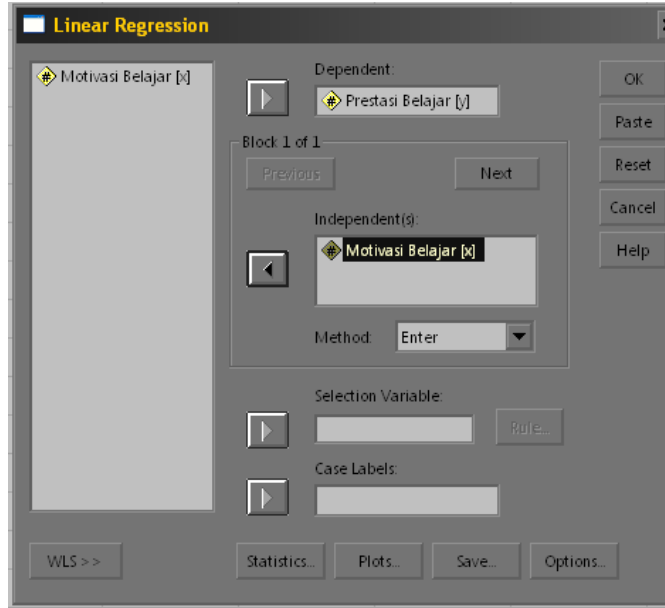 Linear Regression
Motivasi Belajar [x]
Dependent:
Prestasi Belajar [y]
Block 1 of 1
Previous
Next
Independent(s):
Motivasi Belajar [x]
Method:
Enter
Selection Variable:
Rule...
Case Labels:
WLS >>
Statistics...
Plots...
Save...
Options...
OK
Paste
Reset
Cancel
Help